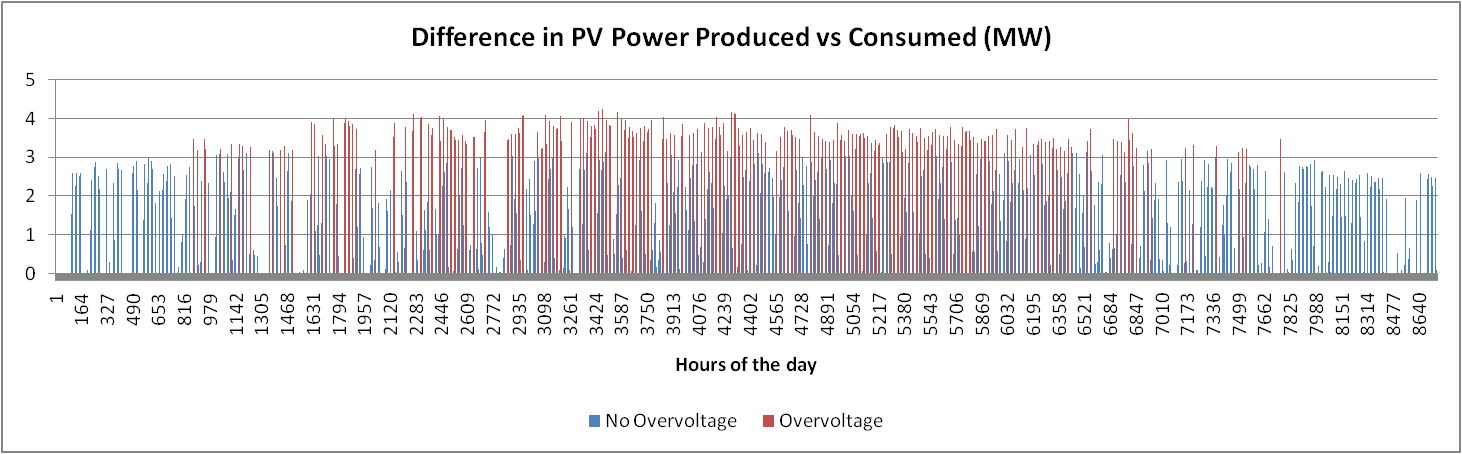 Difference in PV Power Produced vs Consumed (MW)
5
4
3
2
1
0
1 164 327 490 653 816 979 1142 1305 1468 1631 1794 1957 2120 2283 2446 2609 2772 2935 3098 3261 3424 3587 3750 3913 4076 4239 4402 4565 4728 4891 5054 5217 5380 5543 5706 5869 6032 6195 6358 6521 6684 6847 7010 7173 7336 7499 7662 7825 7988 8151 8314 8477 8640
Hours of the day
No Overvoltage Overvoltage